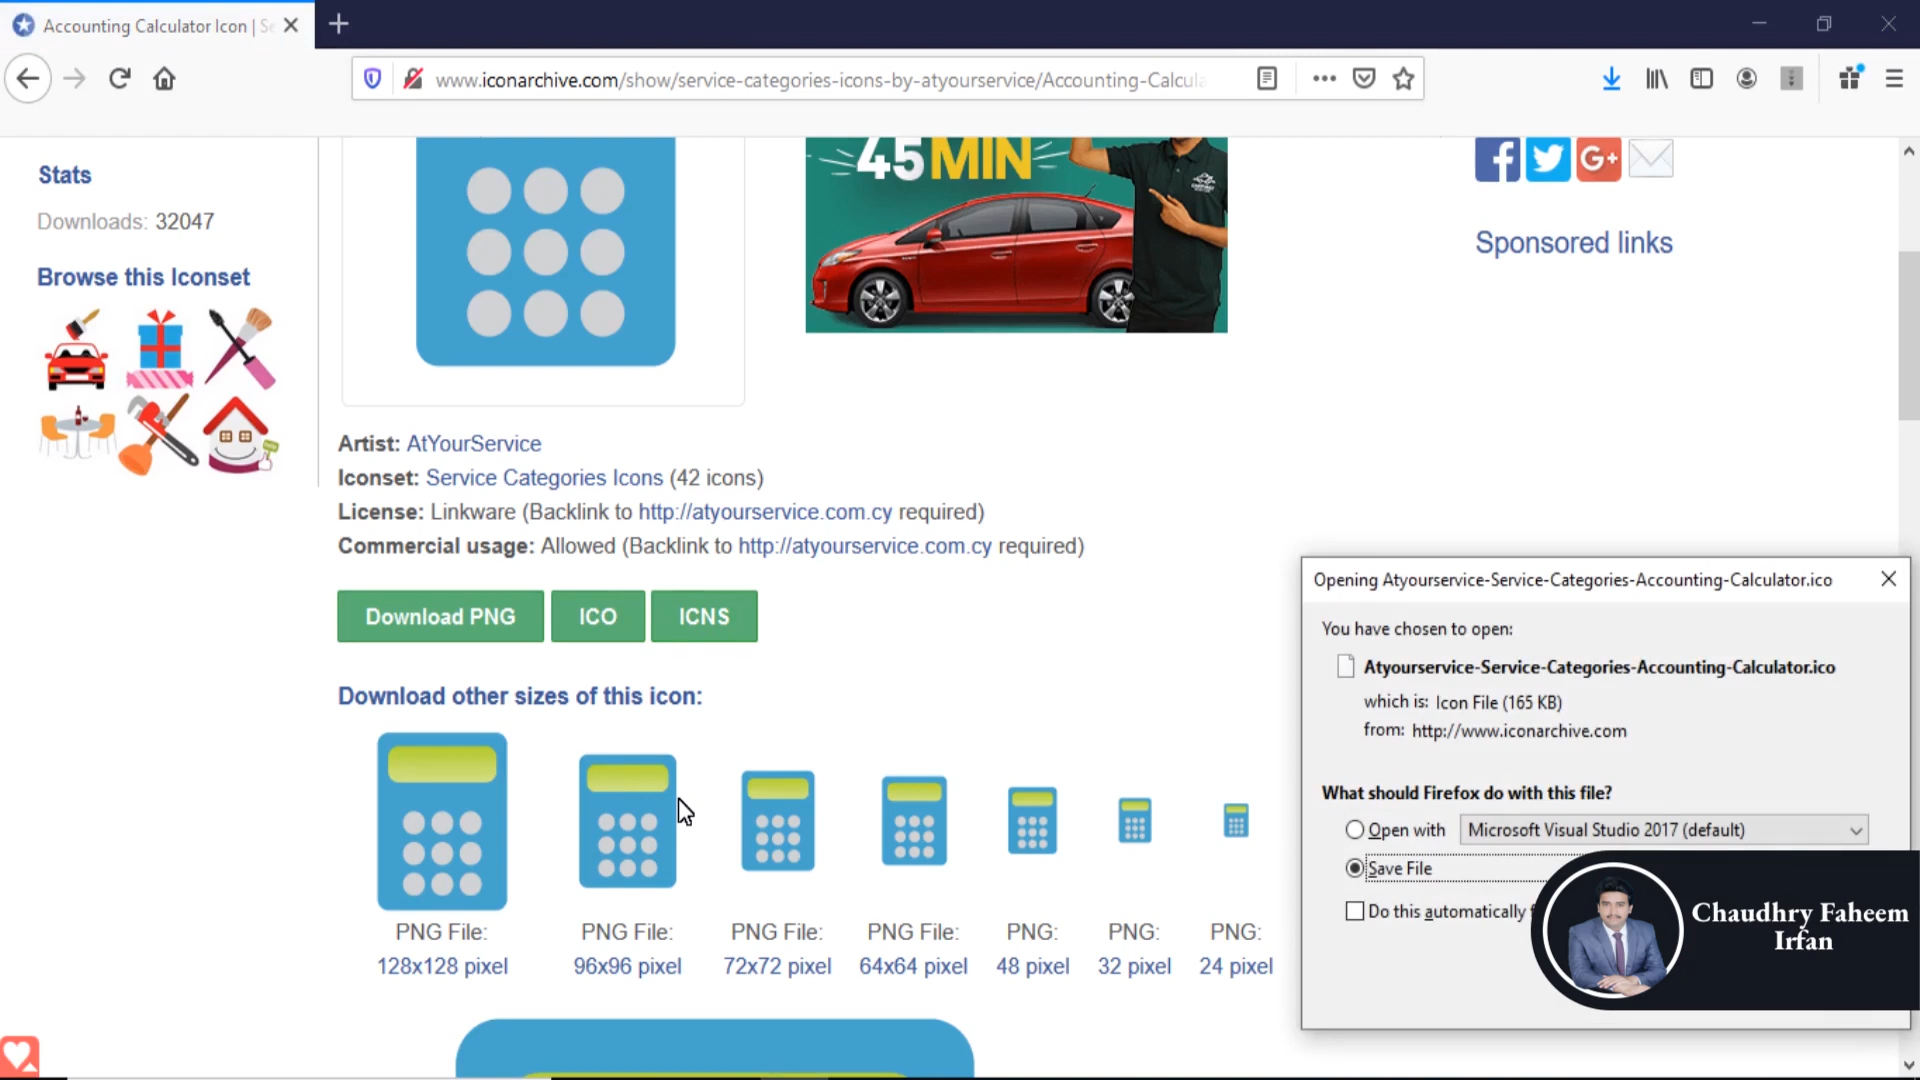 Accounting Calculator Icon | Se
www.iconarchive.com/show/service-categories-icons-by-atyourservice/Accounting-Calcula
Stats
Downloads: 32047
Browse this Iconset
45 MIN
G+
Sponsored links
Artist: AtYourService
Iconset: Service Categories Icons (42 icons)
License: Linkware (Backlink to http://atyourservice.com.cy required)
Commercial usage: Allowed (Backlink to http://atyourservice.com.cy required)
Download PNG ICO ICNS
Download other sizes of this icon:
PNG File: PNG File: PNG File: PNG File: PNG: PNG: PNG:
128x128 pixel 96x96 pixel 72x72 pixel 64x64 pixel 48 pixel 32 pixel 24 pixel
Opening Atyourservice-Service-Categories-Accounting-Calculator.ico
You have chosen to open:
Atyourservice-Service-Categories-Accounting-Calculator.ico
which is: Icon File (165 KB)
from: http://www.iconarchive.com
What should Firefox do with this file?
Open with Microsoft Visual Studio 2017 (default)
Save File
Do this automatically
Chaudhry Faheem
Irfan